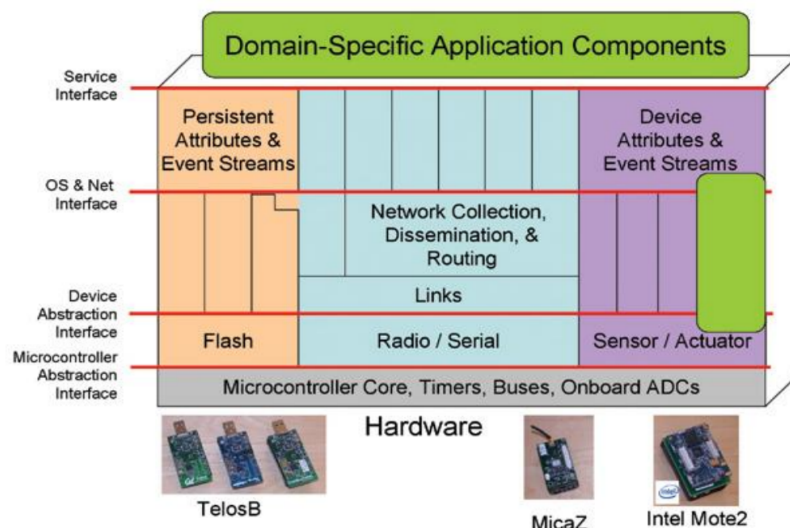 Domain-Specific Application Components
Service
Interface
Persistent
Attributes &
Event Streams
Device
Attributes &
Event Streams
OS & Net
Interface
Network Collection,
Dissemination, &
Routing
Links
Device
Abstraction
Interface
Flash
Radio / Serial
Sensor / Actuator
Microcontroller
Abstraction
Interface
Microcontroller Core, Timers, Buses, Onboard ADCs
Hardware
intel
TelosB
MicaZ
Intel Mote2